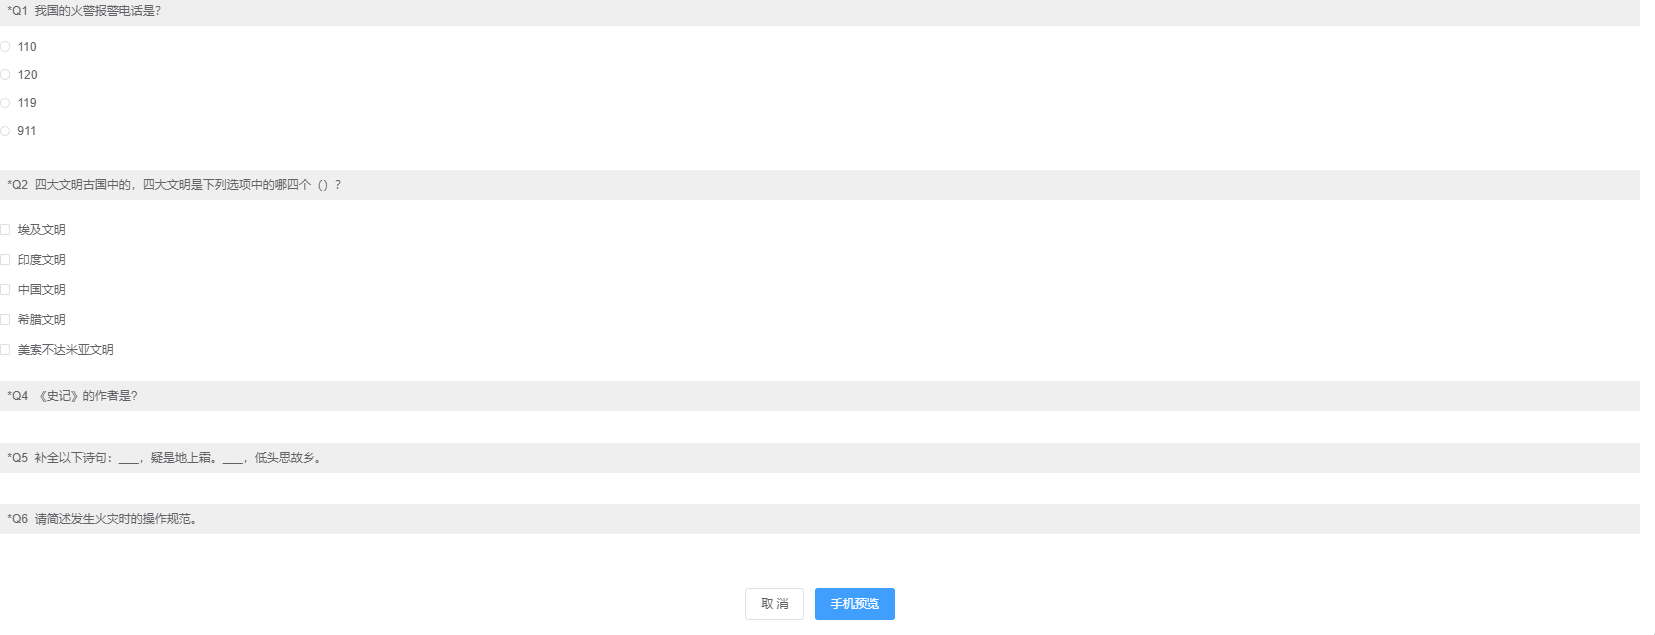 *Q1 我国的火警报警电话是?
110
120
119
911
*Q2 四大文明古国中的，四大文明是下列选项中的哪四个（）?
埃及文明
印度文明
中国文明
希腊文明
美索不达米亚文明
*Q4 《史记》的作者是?
*Q5 补全以下诗句：___，疑是地上霜。___，低头思故乡。
*Q6 请简述发生火灾时的操作规范。
取 消 手机预览